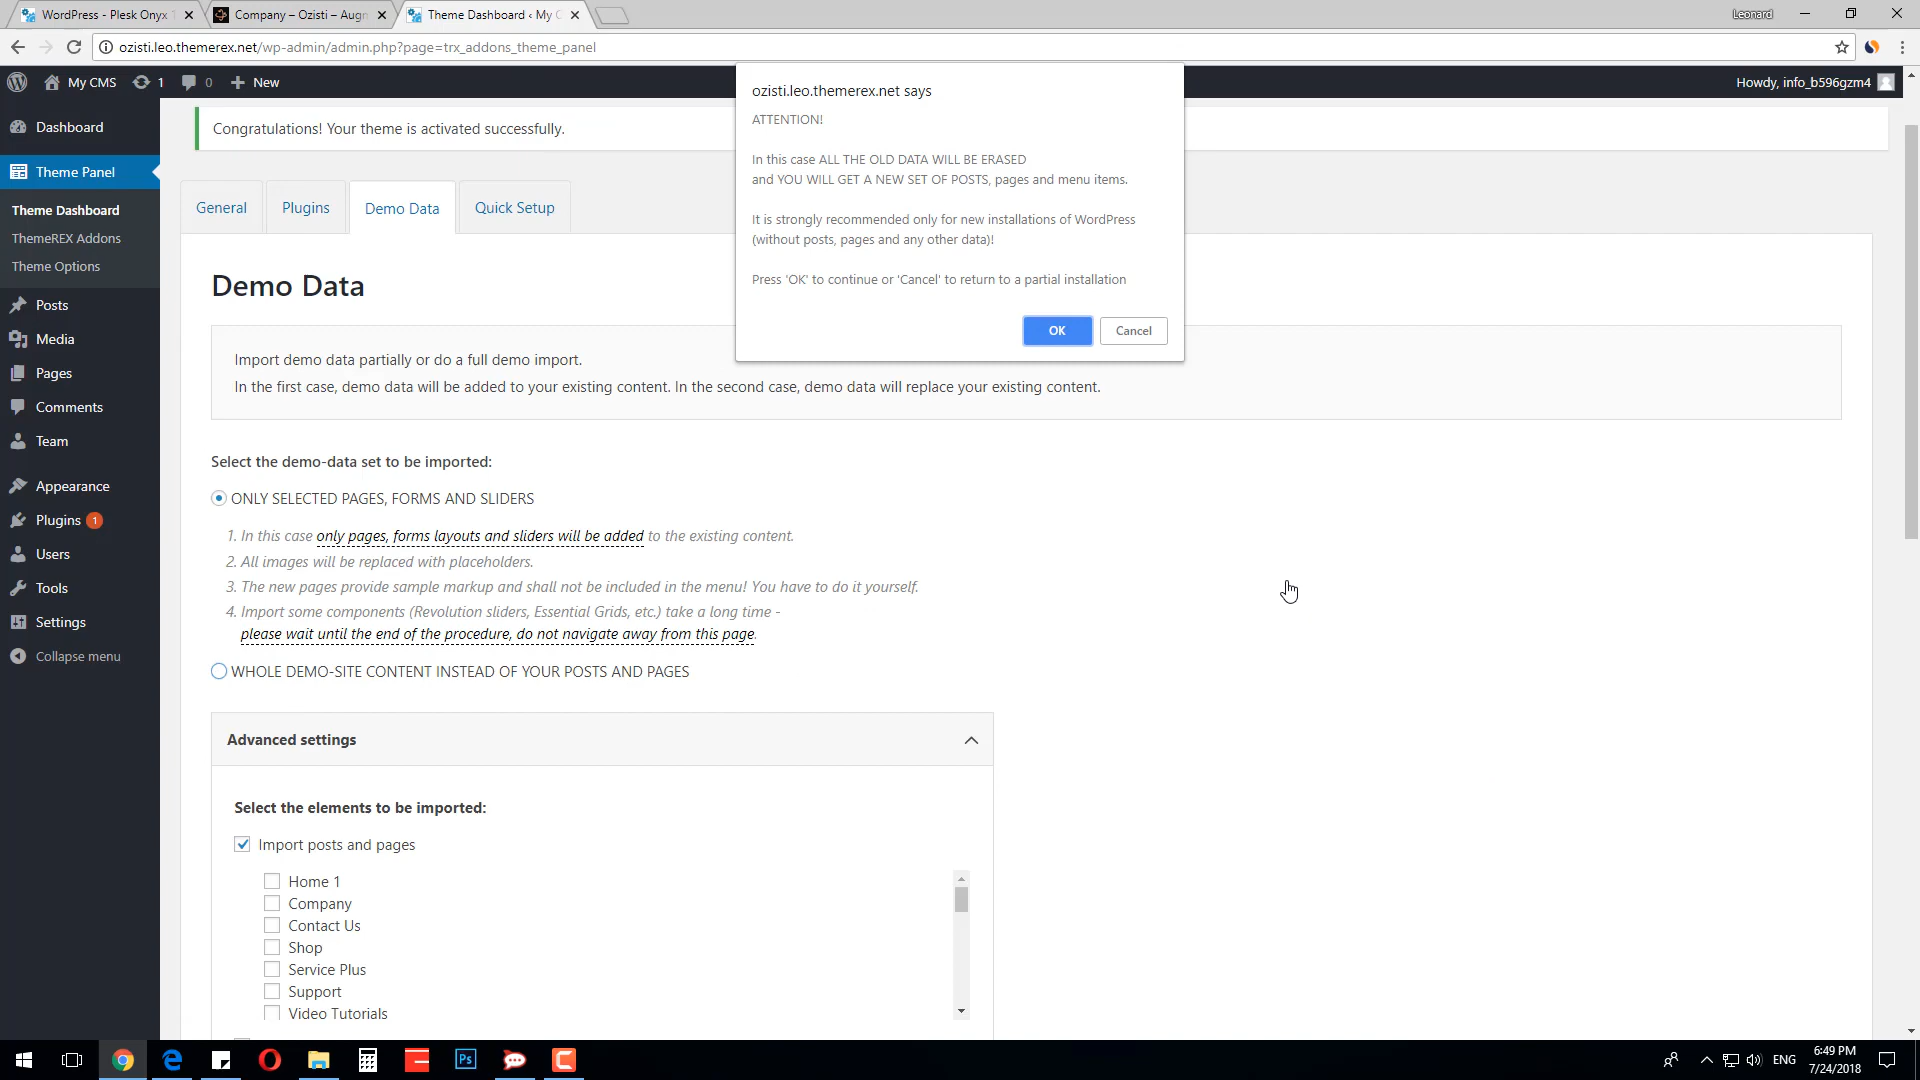 WordPress - Plesk Onyx 1
Company – Ozisti – Augm
Theme Dashboard ‹ My C
Leonard
ozisti.leo.themerex.net/wp-admin/admin.php?page=trx_addons_theme_panel
My CMS
1
0
New
Howdy, info_b596gzm4
ozisti.leo.themerex.net says
ATTENTION!
In this case ALL THE OLD DATA WILL BE ERASED
and YOU WILL GET A NEW SET OF POSTS, pages and menu items.
It is strongly recommended only for new installations of WordPress
(without posts, pages and any other data)!
Press 'OK' to continue or 'Cancel' to return to a partial installation
OK
Cancel
Dashboard
Theme Panel
Theme Dashboard
ThemeREX Addons
Theme Options
Posts
Media
Pages
Comments
Team
Appearance
Plugins 1
Users
Tools
Settings
Collapse menu
Congratulations! Your theme is activated successfully.
General
Plugins
Demo Data
Quick Setup
Demo Data
Import demo data partially or do a full demo import.
In the first case, demo data will be added to your existing content. In the second case, demo data will replace your existing content.
Select the demo-data set to be imported:
ONLY SELECTED PAGES, FORMS AND SLIDERS
1. In this case only pages, forms layouts and sliders will be added to the existing content.
2. All images will be replaced with placeholders.
3. The new pages provide sample markup and shall not be included in the menu! You have to do it yourself.
4. Import some components (Revolution sliders, Essential Grids, etc.) take a long time -
please wait until the end of the procedure, do not navigate away from this page.
WHOLE DEMO-SITE CONTENT INSTEAD OF YOUR POSTS AND PAGES
Advanced settings
Select the elements to be imported:
Import posts and pages
Home 1
Company
Contact Us
Shop
Service Plus
Support
Video Tutorials
Ps
ENG
6:49 PM
7/24/2018